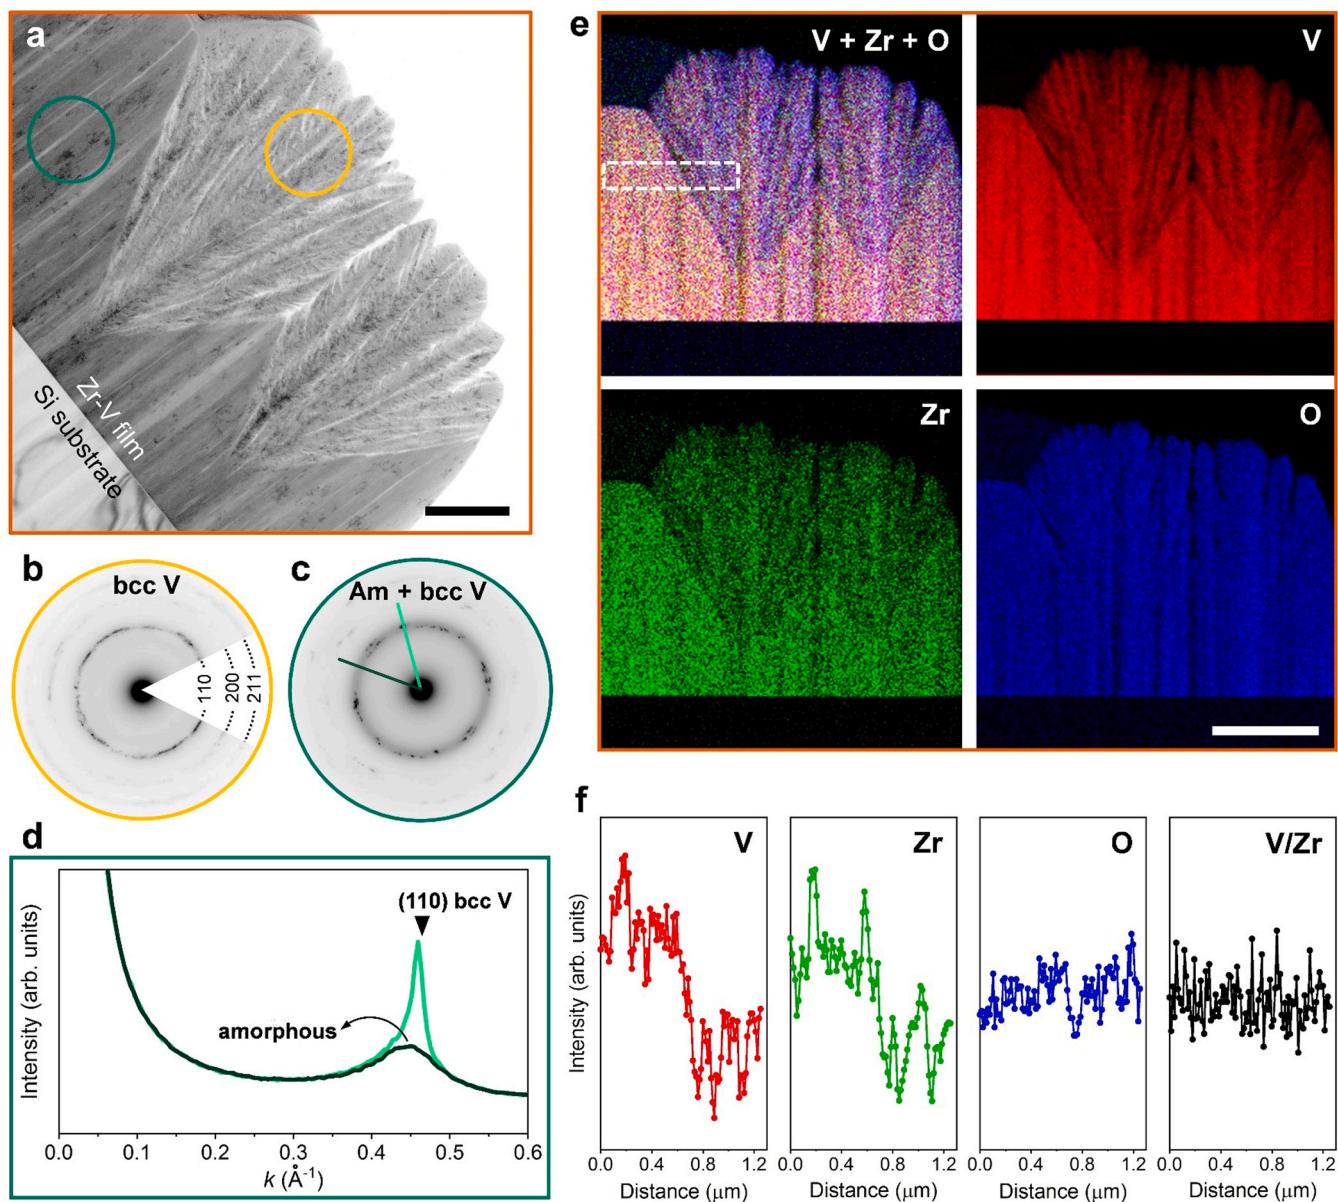 a
Zr-V film
Si substrate
b
bcc V
110
200
211
c
Am + bcc V
d
(110) bcc V
amorphous
Intensity (arb. units)
0.0 0.1 0.2 0.3 0.4 0.5 0.6
k (Å⁻¹)
e
V + Zr + O
V
Zr
O
f
V
Zr
O
V/Zr
Intensity (arb. units)
0.0 0.4 0.8 1.2
0.0 0.4 0.8 1.2
0.0 0.4 0.8 1.2
0.0 0.4 0.8 1.2
Distance (μm)
Distance (μm)
Distance (μm)
Distance (μm)